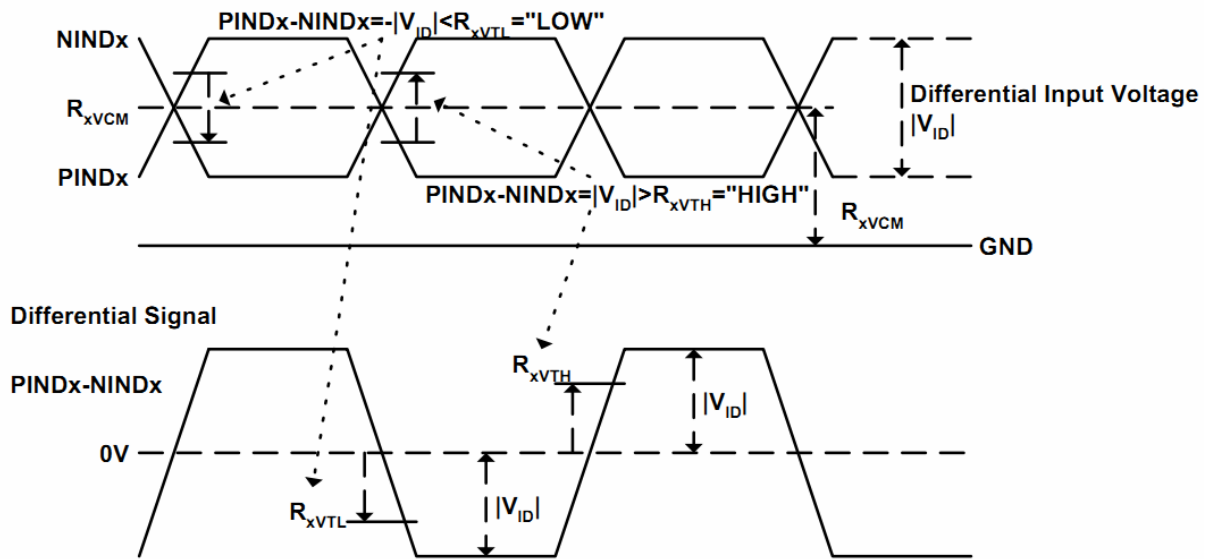 PINDx-NINDx=-|VID|<RxVTL="LOW"
NINDx
RxVCM
Differential Input Voltage
|VID|
PINDx
PINDx-NINDx=|VID|>RxVTH="HIGH"
RxVCM
GND
Differential Signal
RxVTH
PINDx-NINDx
|VID|
0V
RxVTL
|VID|